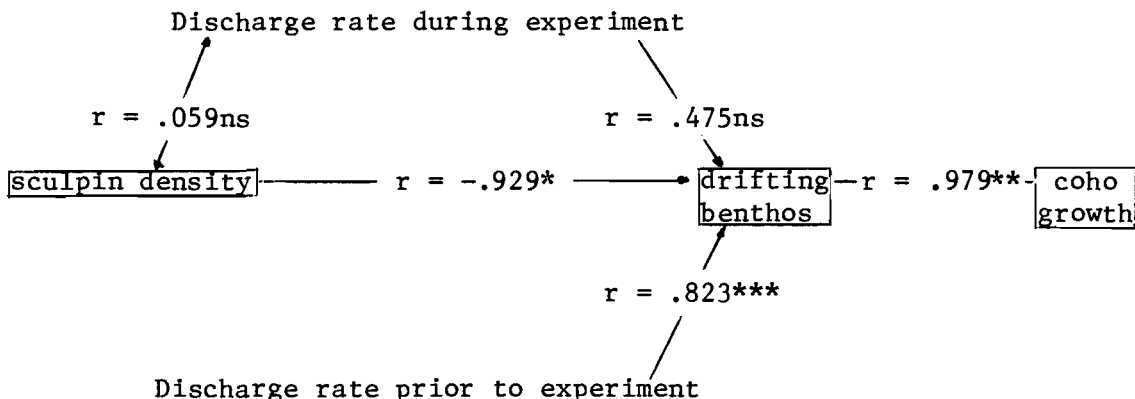 Discharge rate during experiment
r = .059ns r = .475ns
sculpin density r = -.929* drifting benthos r = .979** coho growth
r = .823***
Discharge rate prior to experiment